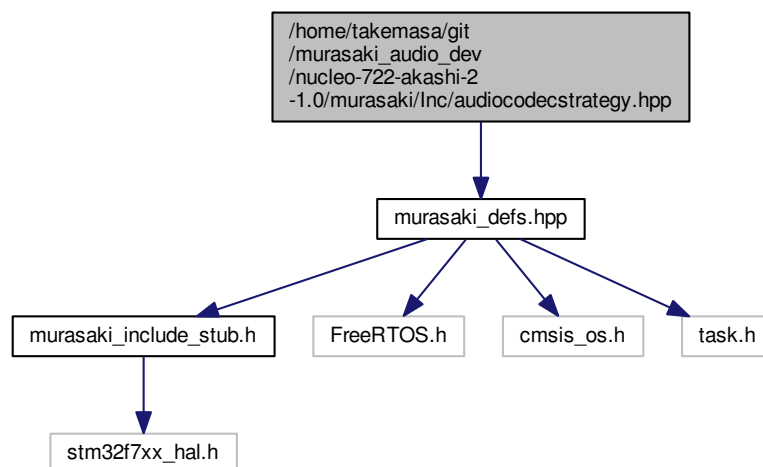 /home/takemasa/git
/murasaki_audio_dev
/nucleo-722-akashi-2
-1.0/murasaki/Inc/audiocodecstrategy.hpp
murasaki_defs.hpp
murasaki_include_stub.h
FreeRTOS.h
cmsis_os.h
task.h
stm32f7xx_hal.h